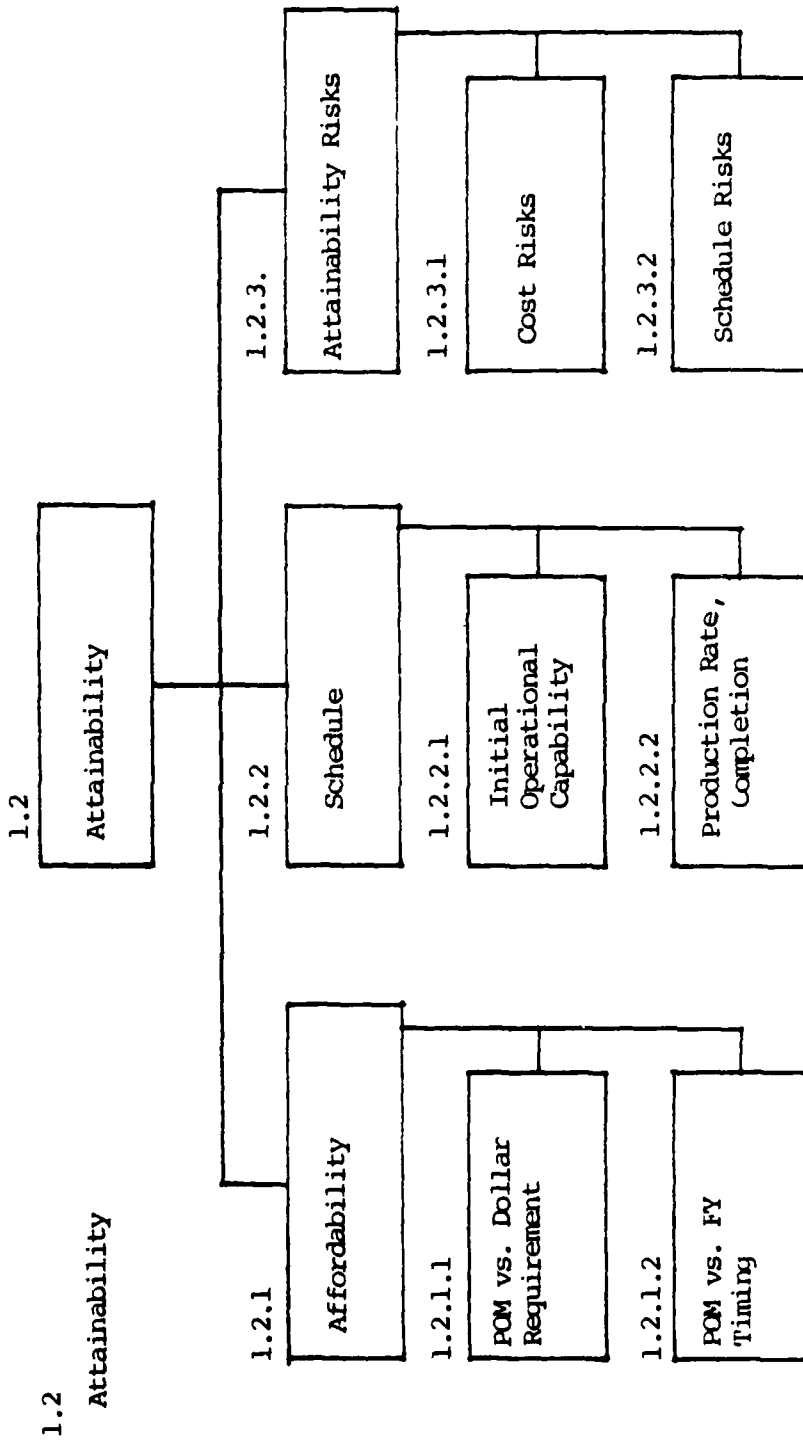 1.2
Attainability
1.2
Attainability
1.2.1
Affordability
1.2.2
Schedule
1.2.3.
Attainability Risks
1.2.1.1
POM vs. Dollar
Requirement
1.2.2.1
Initial
Operational
Capability
1.2.3.1
Cost Risks
1.2.1.2
POM vs. FY
Timing
1.2.2.2
Production Rate,
Completion
1.2.3.2
Schedule Risks